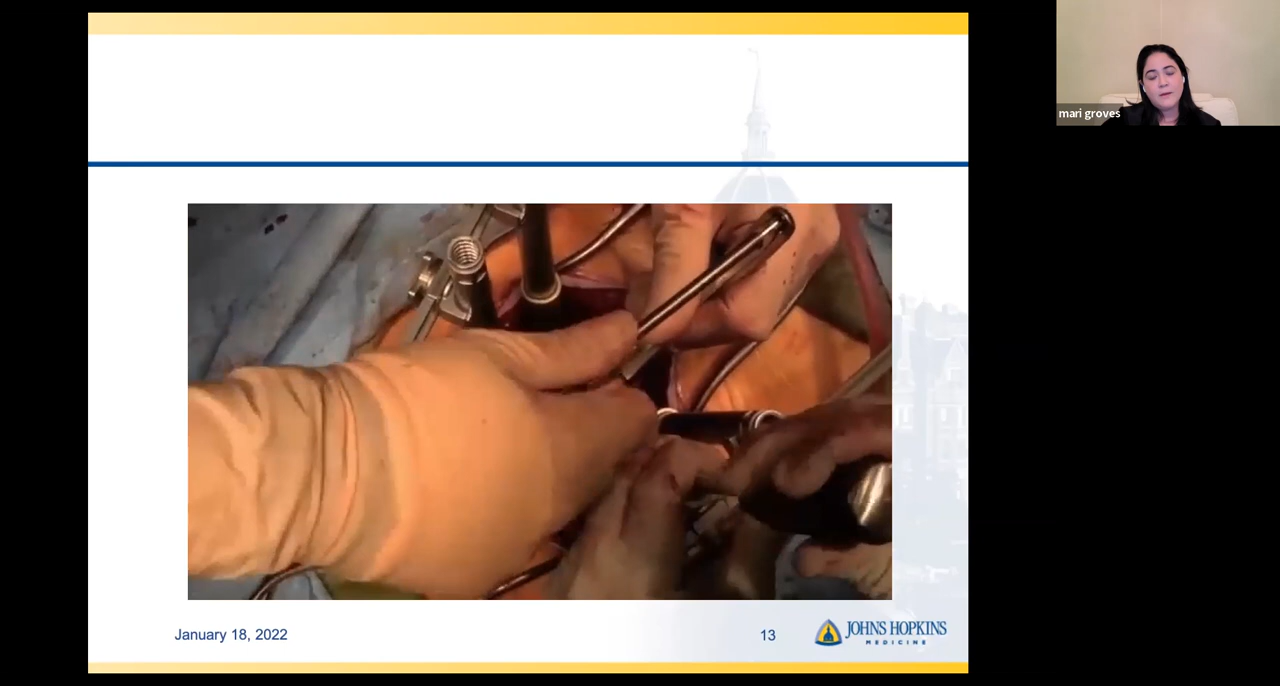 mari groves
January 18, 2022
13
JOHNS HOPKINS
MEDICINE